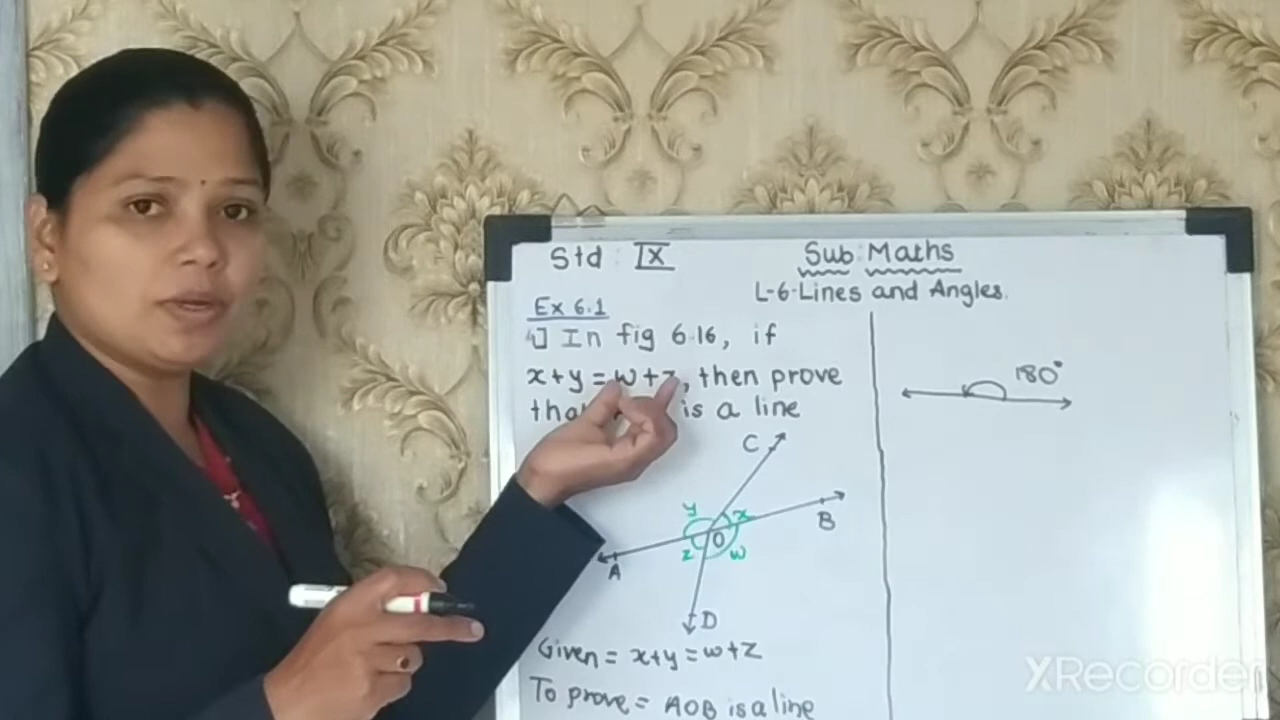 Std : IX
Sub: Maths
L-6-Lines and Angles.
Ex 6.1
4] In fig 6.16, if
x+y = w+z, then prove
is a line
180°
C
y
x
B
O
z
w
A
D
Given = x+y = w+z
To prove = AOB is a line
XRecorder